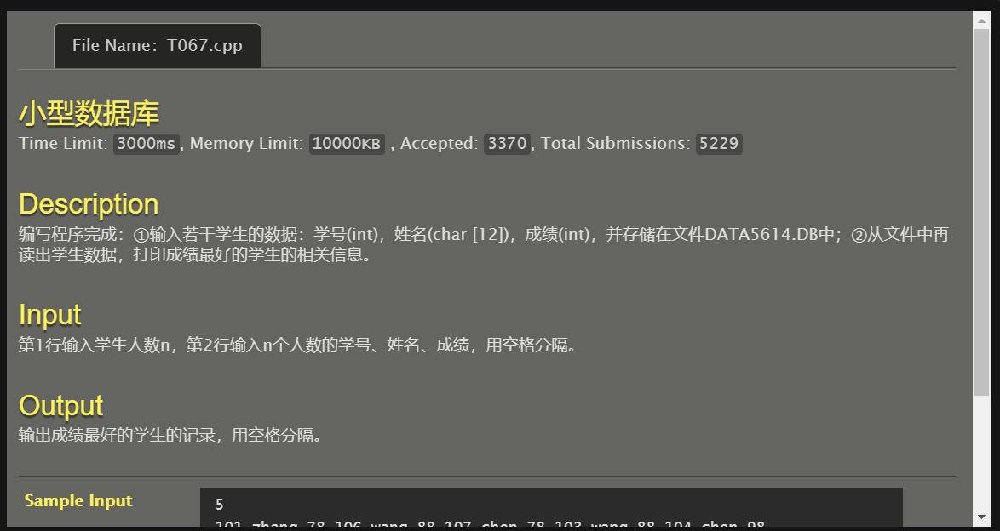 File Name: T067.cpp
小型数据库
Time Limit: 3000ms, Memory Limit: 10000KB , Accepted: 3370, Total Submissions: 5229
Description
编写程序完成：①输入若干学生的数据：学号(int)，姓名(char [12])，成绩(int)，并存储在文件DATA5614.DB中；②从文件中再
读出学生数据，打印成绩最好的学生的相关信息。
Input
第1行输入学生人数n，第2行输入n个人数的学号、姓名、成绩，用空格分隔。
Output
输出成绩最好的学生的记录，用空格分隔。
Sample Input
5
101 zhang 78 106 wang 88 107 chen 78 103 wang 88 104 chen 98